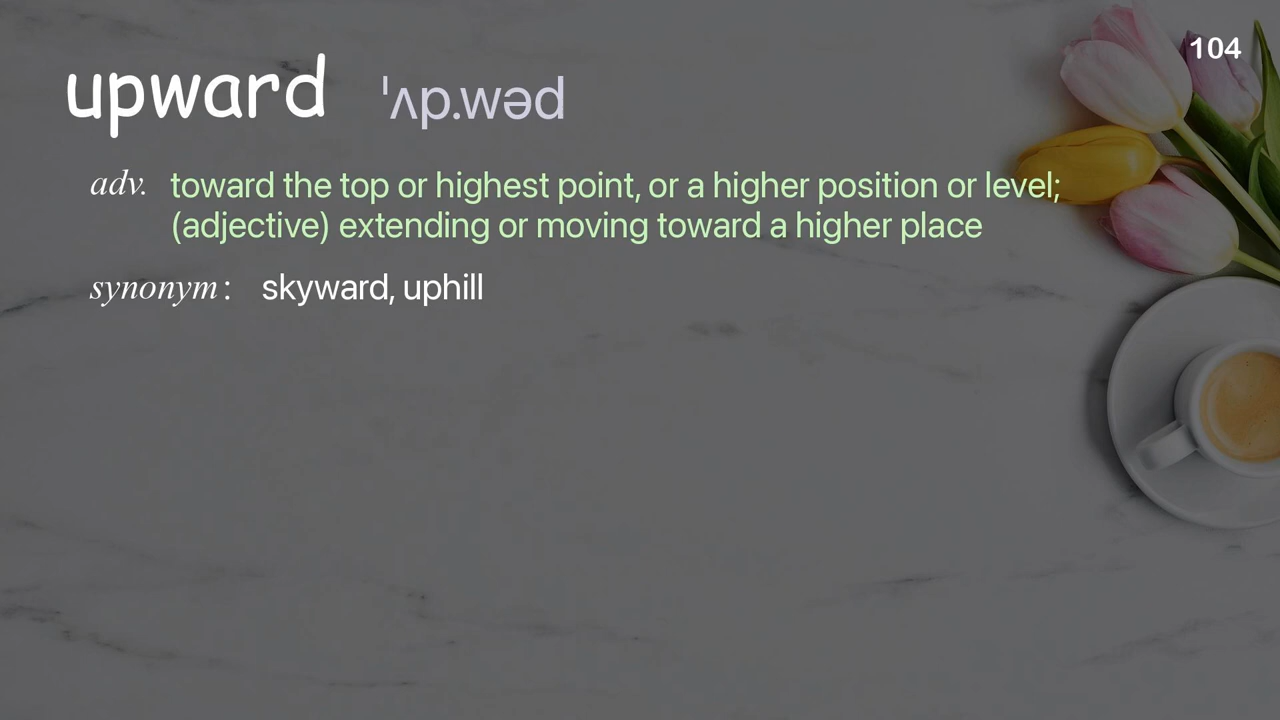 104
upward ˈʌp.wəd
adv. toward the top or highest point, or a higher position or level;
(adjective) extending or moving toward a higher place
synonym : skyward, uphill